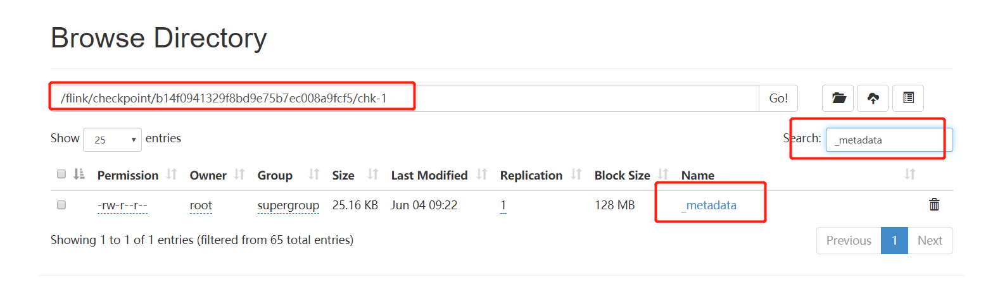 Browse Directory
/flink/checkpoint/b14f0941329f8bd9e75b7ec008a9fcf5/chk-1 Go!
Show 25 entries Search: _metadata
Permission Owner Group Size Last Modified Replication Block Size Name
-rw-r--r-- root supergroup 25.16 KB Jun 04 09:22 1 128 MB _metadata
Showing 1 to 1 of 1 entries (filtered from 65 total entries) Previous 1 Next